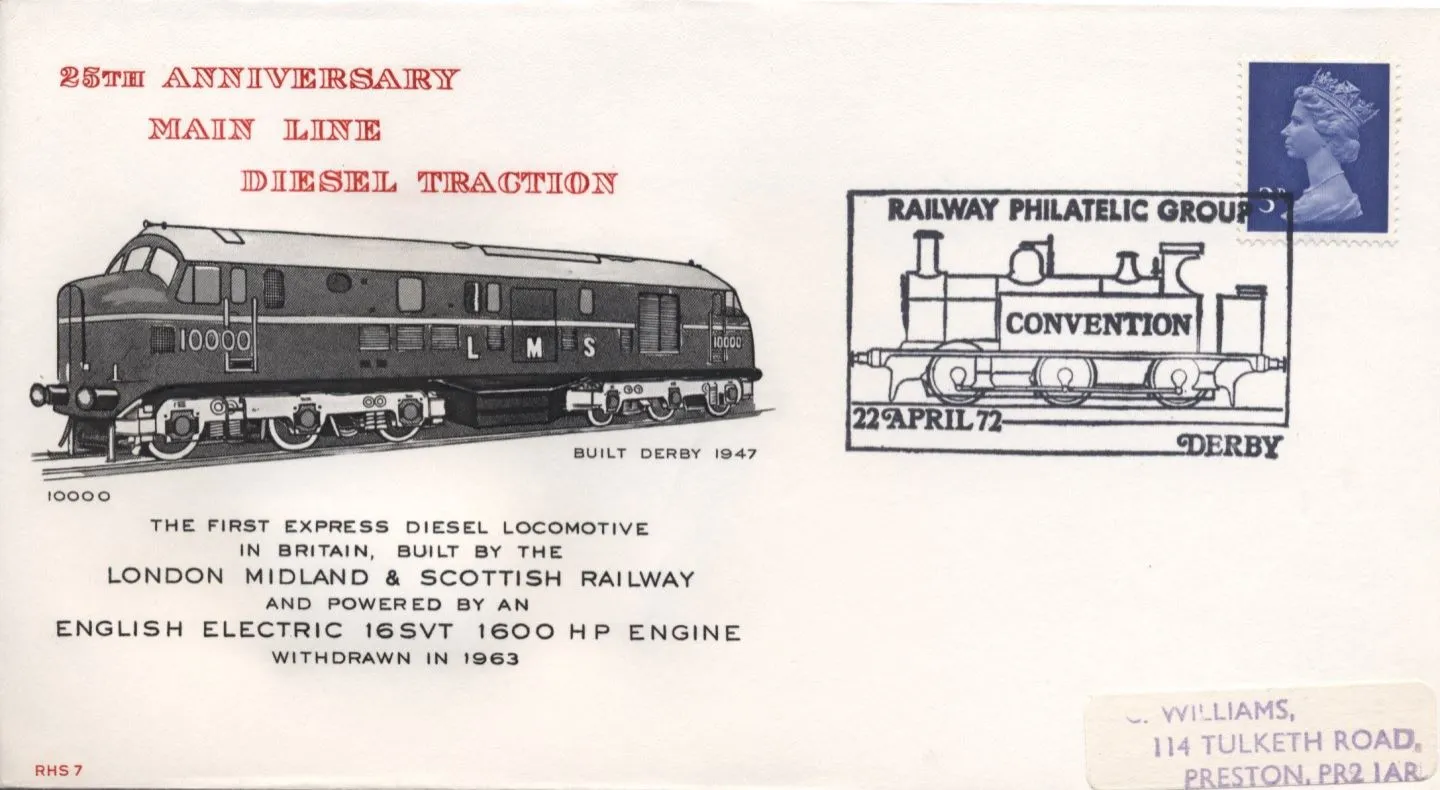 25TH ANNIVERSARY
MAIN LINE
DIESEL TRACTION
10000
L M S
10000
BUILT DERBY 1947
10000
THE FIRST EXPRESS DIESEL LOCOMOTIVE
IN BRITAIN, BUILT BY THE
LONDON MIDLAND & SCOTTISH RAILWAY
AND POWERED BY AN
ENGLISH ELECTRIC 16SVT 1600 HP ENGINE
WITHDRAWN IN 1963
RHS 7
3P
RAILWAY PHILATELIC GROUP
CONVENTION
22 APRIL 72
DERBY
WILLIAMS,
114 TULKETH ROAD,
PRESTON, PR2 1AR